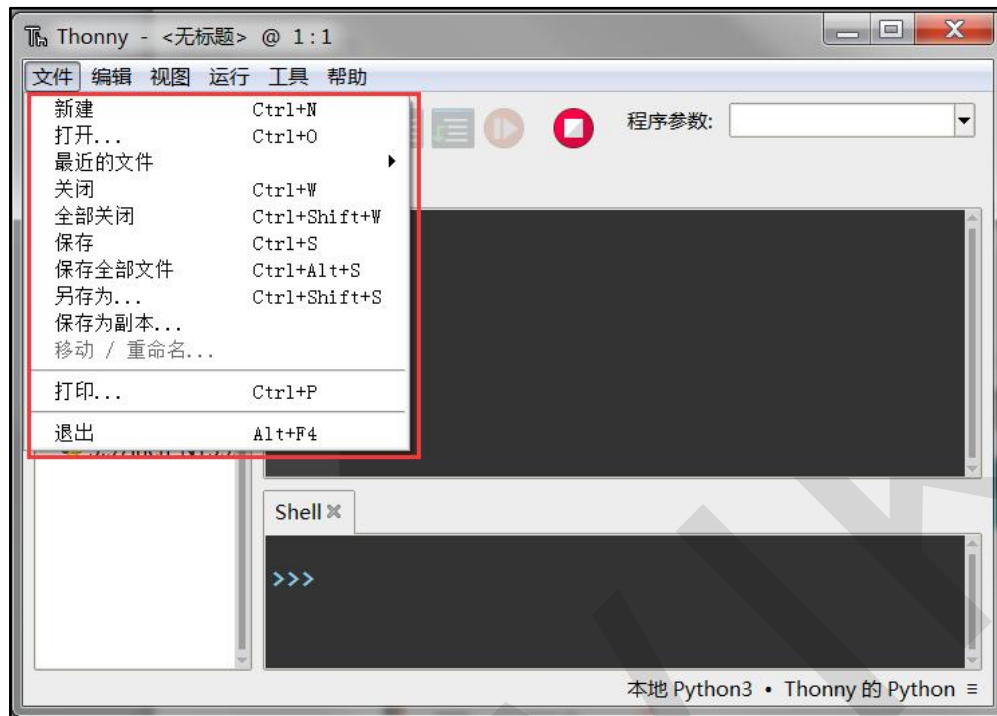 Thonny - <无标题> @ 1:1
文件 编辑 视图 运行 工具 帮助
新建 Ctrl+N
打开... Ctrl+O
最近的文件
关闭 Ctrl+W
全部关闭 Ctrl+Shift+W
保存 Ctrl+S
保存全部文件 Ctrl+Alt+S
另存为... Ctrl+Shift+S
保存为副本...
移动 / 重命名...
打印... Ctrl+P
退出 Alt+F4
程序参数:
Shell
>>>
本地 Python3 • Thonny 的 Python ≡